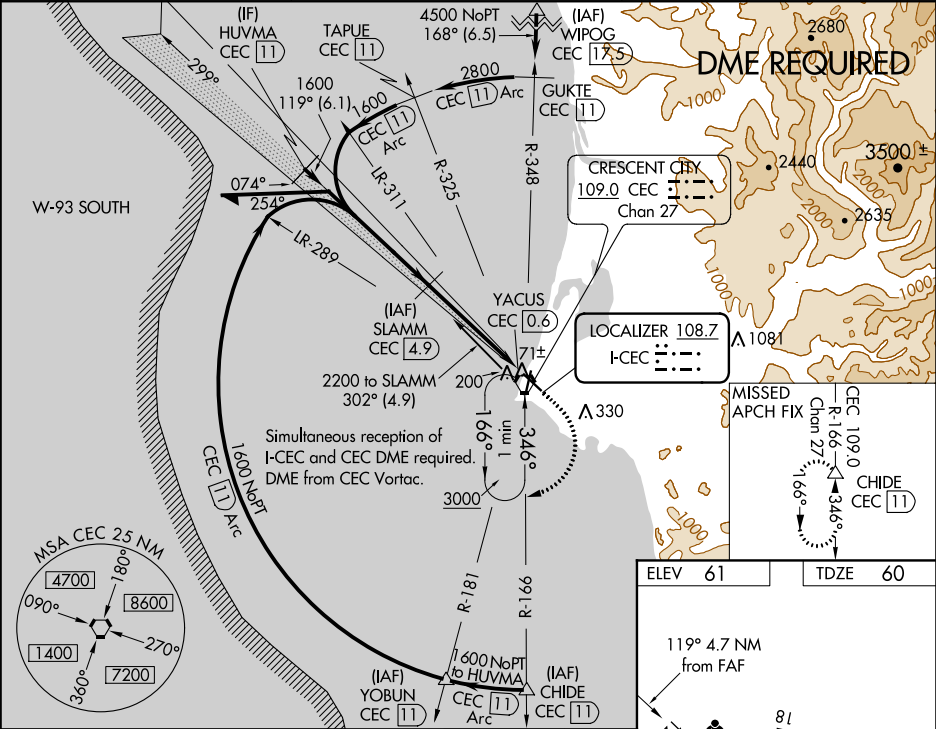 (IF)
HUVMA
CEC 11
TAPUE
CEC 11
4500 NoPT
168° (6.5)
(IAF)
WIPOG
CEC 17.5
2680
DME REQUIRED
299°
1600
119° (6.1)
1600
CEC 11
Arc
2800
CEC 11 Arc
GUKTE
CEC 11
1000
2000
3500 ±
2440
2635
2000
1000
1000
CRESCENT CITY
109.0 CEC
Chan 27
R-348
R-325
LR-311
074°
254°
LR-289
W-93 SOUTH
(IAF)
SLAMM
CEC 4.9
YACUS
CEC 0.6
LOCALIZER 108.7
I-CEC
1081
71±
200
2200 to SLAMM
302° (4.9)
330
166°
1 min
346°
3000
Simultaneous reception of
I-CEC and CEC DME required.
DME from CEC Vortac.
1600 NoPT
CEC 11 Arc
MISSED
APCH FIX
CEC 109.0
Chan 27
R-166
CHIDE
CEC 11
166°
346°
1000
MSA CEC 25 NM
4700
180°
8600
090°
270°
1400
7200
360°
R-181
R-166
1600 NoPT
to HUVMA
CEC 11
Arc
(IAF)
YOBUN
CEC 11
(IAF)
CHIDE
CEC 11
ELEV 61
TDZE 60
119° 4.7 NM
from FAF
18